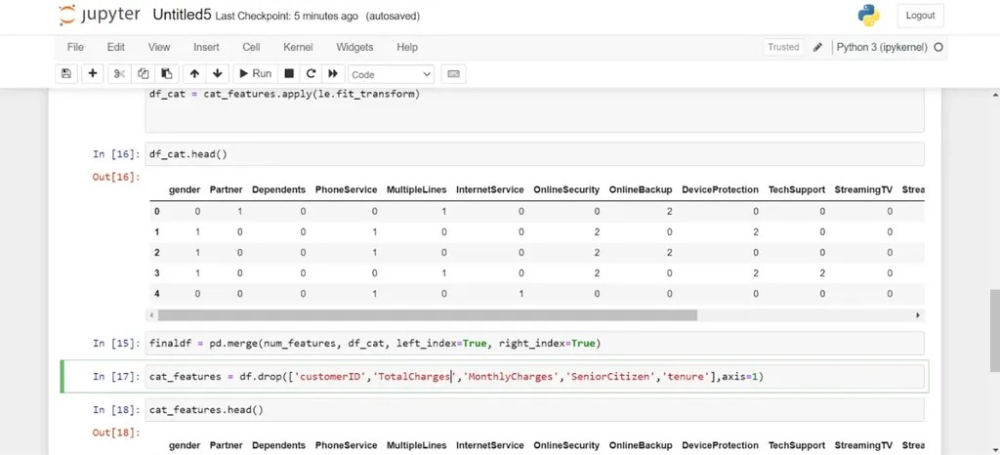 jupyter Untitled5 Last Checkpoint: 5 minutes ago (autosaved) Logout
File Edit View Insert Cell Kernel Widgets Help Trusted Python 3 (ipykernel)
Run Code
df_cat = cat_features.apply(le.fit_transform)
In [16]: df_cat.head()
Out[16]:
gender Partner Dependents PhoneService MultipleLines InternetService OnlineSecurity OnlineBackup DeviceProtection TechSupport StreamingTV Strea
0 0 1 0 0 1 0 0 2 0 0 0
1 1 0 0 1 0 0 2 0 2 0 0
2 1 0 0 1 0 0 2 2 0 0 0
3 1 0 0 0 1 0 2 0 2 2 0
4 0 0 0 1 0 1 0 0 0 0 0
In [15]: finaldf = pd.merge(num_features, df_cat, left_index=True, right_index=True)
In [17]: cat_features = df.drop(['customerID','TotalCharges','MonthlyCharges','SeniorCitizen','tenure'],axis=1)
In [18]: cat_features.head()
Out[18]:
gender Partner Dependents PhoneService MultipleLines InternetService OnlineSecurity OnlineBackup DeviceProtection TechSupport StreamingTV Strea